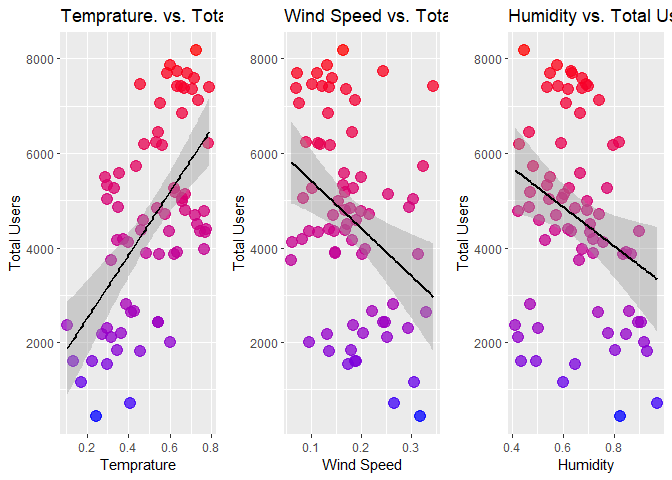 Temprature. vs. Tota
Total Users
8000
6000
4000
2000
0.2 0.4 0.6 0.8
Temprature
Wind Speed vs. Tota
Total Users
8000
6000
4000
2000
0.1 0.2 0.3
Wind Speed
Humidity vs. Total Us
Total Users
8000
6000
4000
2000
0.4 0.6 0.8
Humidity